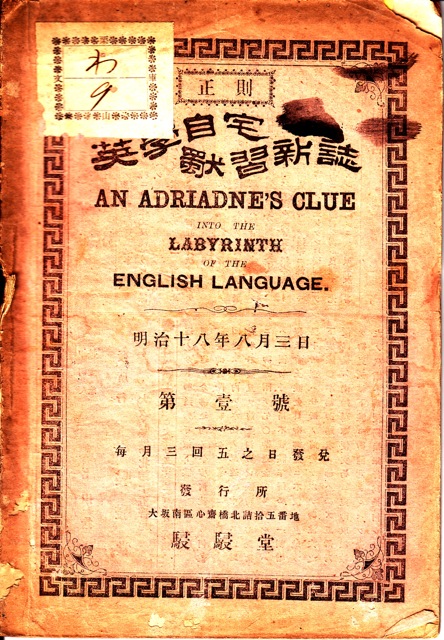 わ
9
正則
英學自宅
獨習新誌
AN ADRIADNE'S CLUE
INTO THE
LABYRINTH
OF THE
ENGLISH LANGUAGE.
明治十八年八月三日
第壹號
每月三回五之日發兌
發行所
大坂南區心齋橋北詰拾五番地
駸駸堂